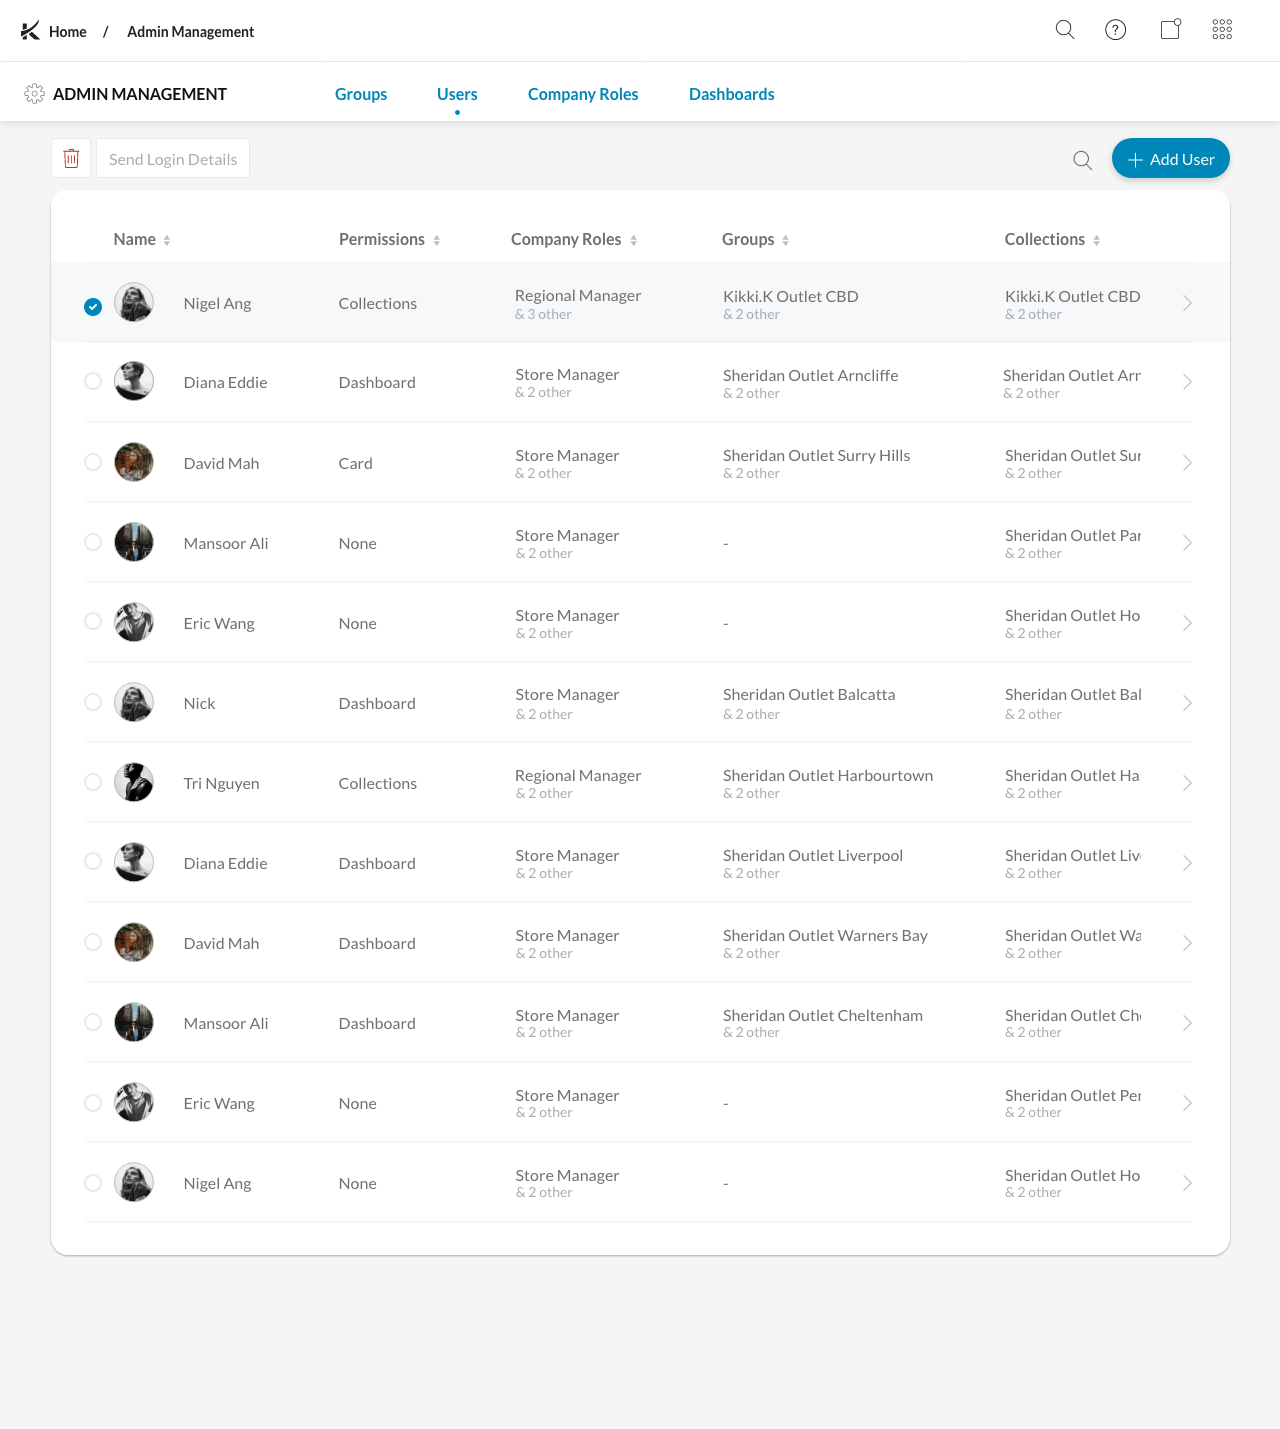 Home / Admin Management
ADMIN MANAGEMENT Groups Users Company Roles Dashboards
Send Login Details Add User
Name Permissions Company Roles Groups Collections
Nigel Ang Collections Regional Manager Kikki.K Outlet CBD Kikki.K Outlet CBD
& 3 other & 2 other & 2 other
Diana Eddie Dashboard Store Manager Sheridan Outlet Arncliffe Sheridan Outlet Arn
& 2 other & 2 other & 2 other
David Mah Card Store Manager Sheridan Outlet Surry Hills Sheridan Outlet Sur
& 2 other & 2 other & 2 other
Mansoor Ali None Store Manager - Sheridan Outlet Par
& 2 other & 2 other
Eric Wang None Store Manager - Sheridan Outlet Ho
& 2 other & 2 other
Nick Dashboard Store Manager Sheridan Outlet Balcatta Sheridan Outlet Bal
& 2 other & 2 other & 2 other
Tri Nguyen Collections Regional Manager Sheridan Outlet Harbourtown Sheridan Outlet Ha
& 2 other & 2 other & 2 other
Diana Eddie Dashboard Store Manager Sheridan Outlet Liverpool Sheridan Outlet Liv
& 2 other & 2 other & 2 other
David Mah Dashboard Store Manager Sheridan Outlet Warners Bay Sheridan Outlet Wa
& 2 other & 2 other & 2 other
Mansoor Ali Dashboard Store Manager Sheridan Outlet Cheltenham Sheridan Outlet Che
& 2 other & 2 other & 2 other
Eric Wang None Store Manager - Sheridan Outlet Per
& 2 other & 2 other
Nigel Ang None Store Manager - Sheridan Outlet Ho
& 2 other & 2 other